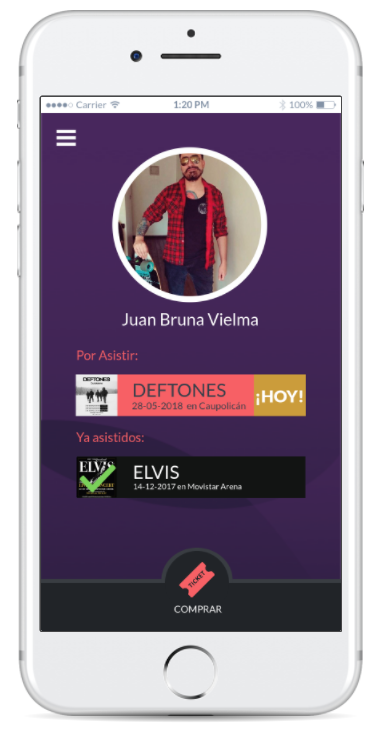 Carrier 1:20 PM 100%
Juan Bruna Vielma
Por Asistir:
DEFTONES
DEFTONES
28-05-2018 en Caupolicán
¡HOY!
Ya asistidos:
ELVIS
ELVIS
14-12-2017 en Movistar Arena
TICKET
COMPRAR